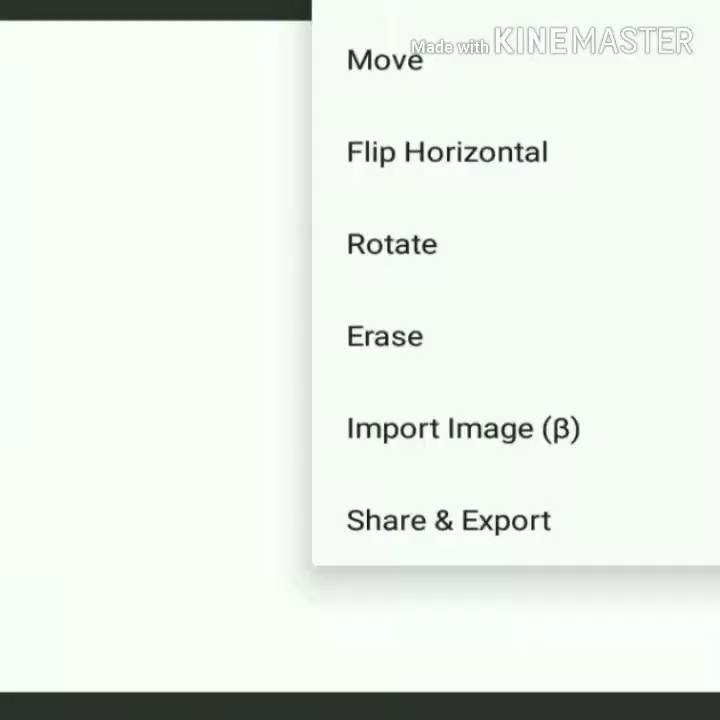 Made with KINEMASTER
Move
Flip Horizontal
Rotate
Erase
Import Image (β)
Share & Export